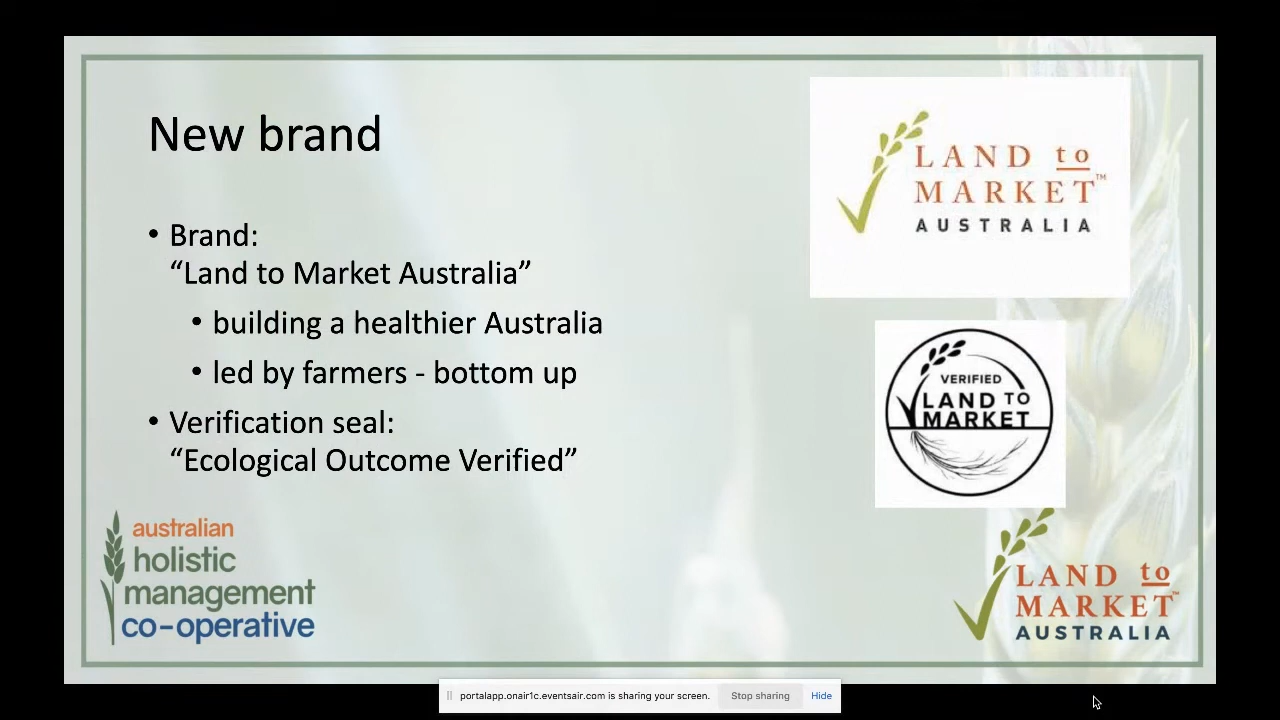 New brand
• Brand:
“Land to Market Australia”
• building a healthier Australia
• led by farmers - bottom up
• Verification seal:
“Ecological Outcome Verified”
LAND to
MARKET™
AUSTRALIA
VERIFIED
LAND TO
MARKET
australian
holistic
management
co-operative
LAND to
MARKET™
AUSTRALIA
portalapp.onair1c.eventsair.com is sharing your screen. Stop sharing Hide